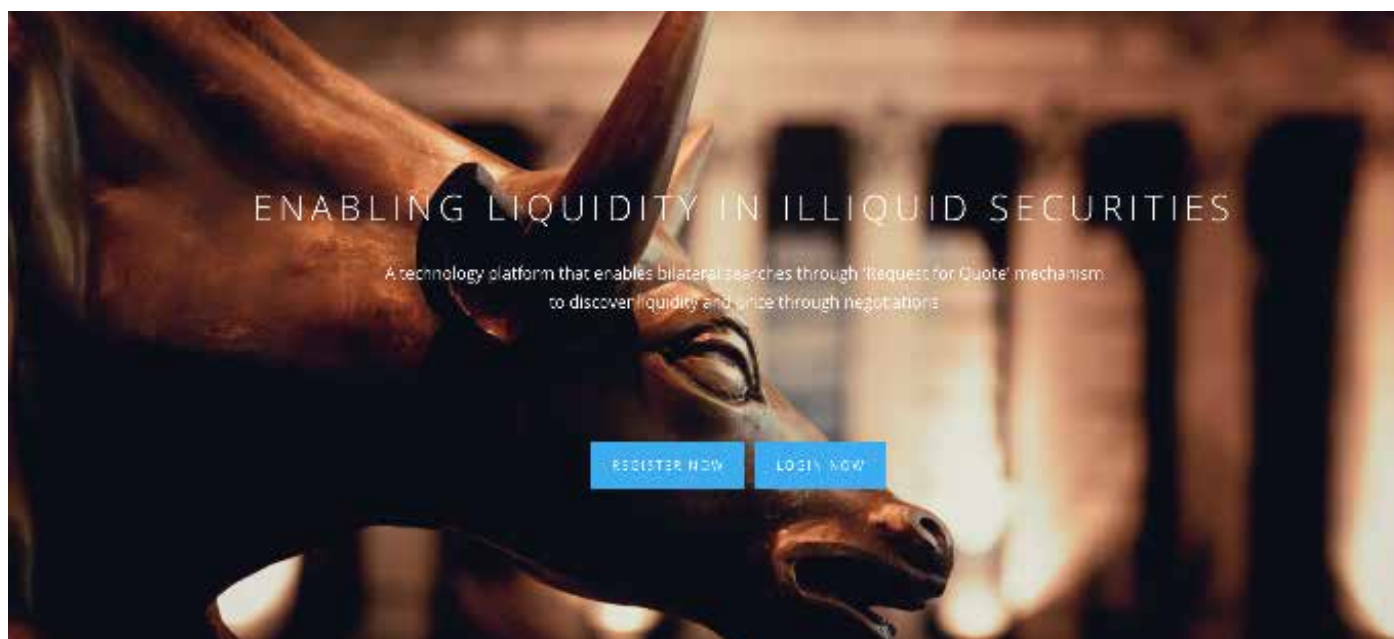 ENABLING LIQUIDITY IN ILLIQUID SECURITIES
A technology platform that enables bilateral searches through 'Request for Quote' mechanism
to discover liquidity and price through negotiations
REGISTER NOW
LOGIN NOW